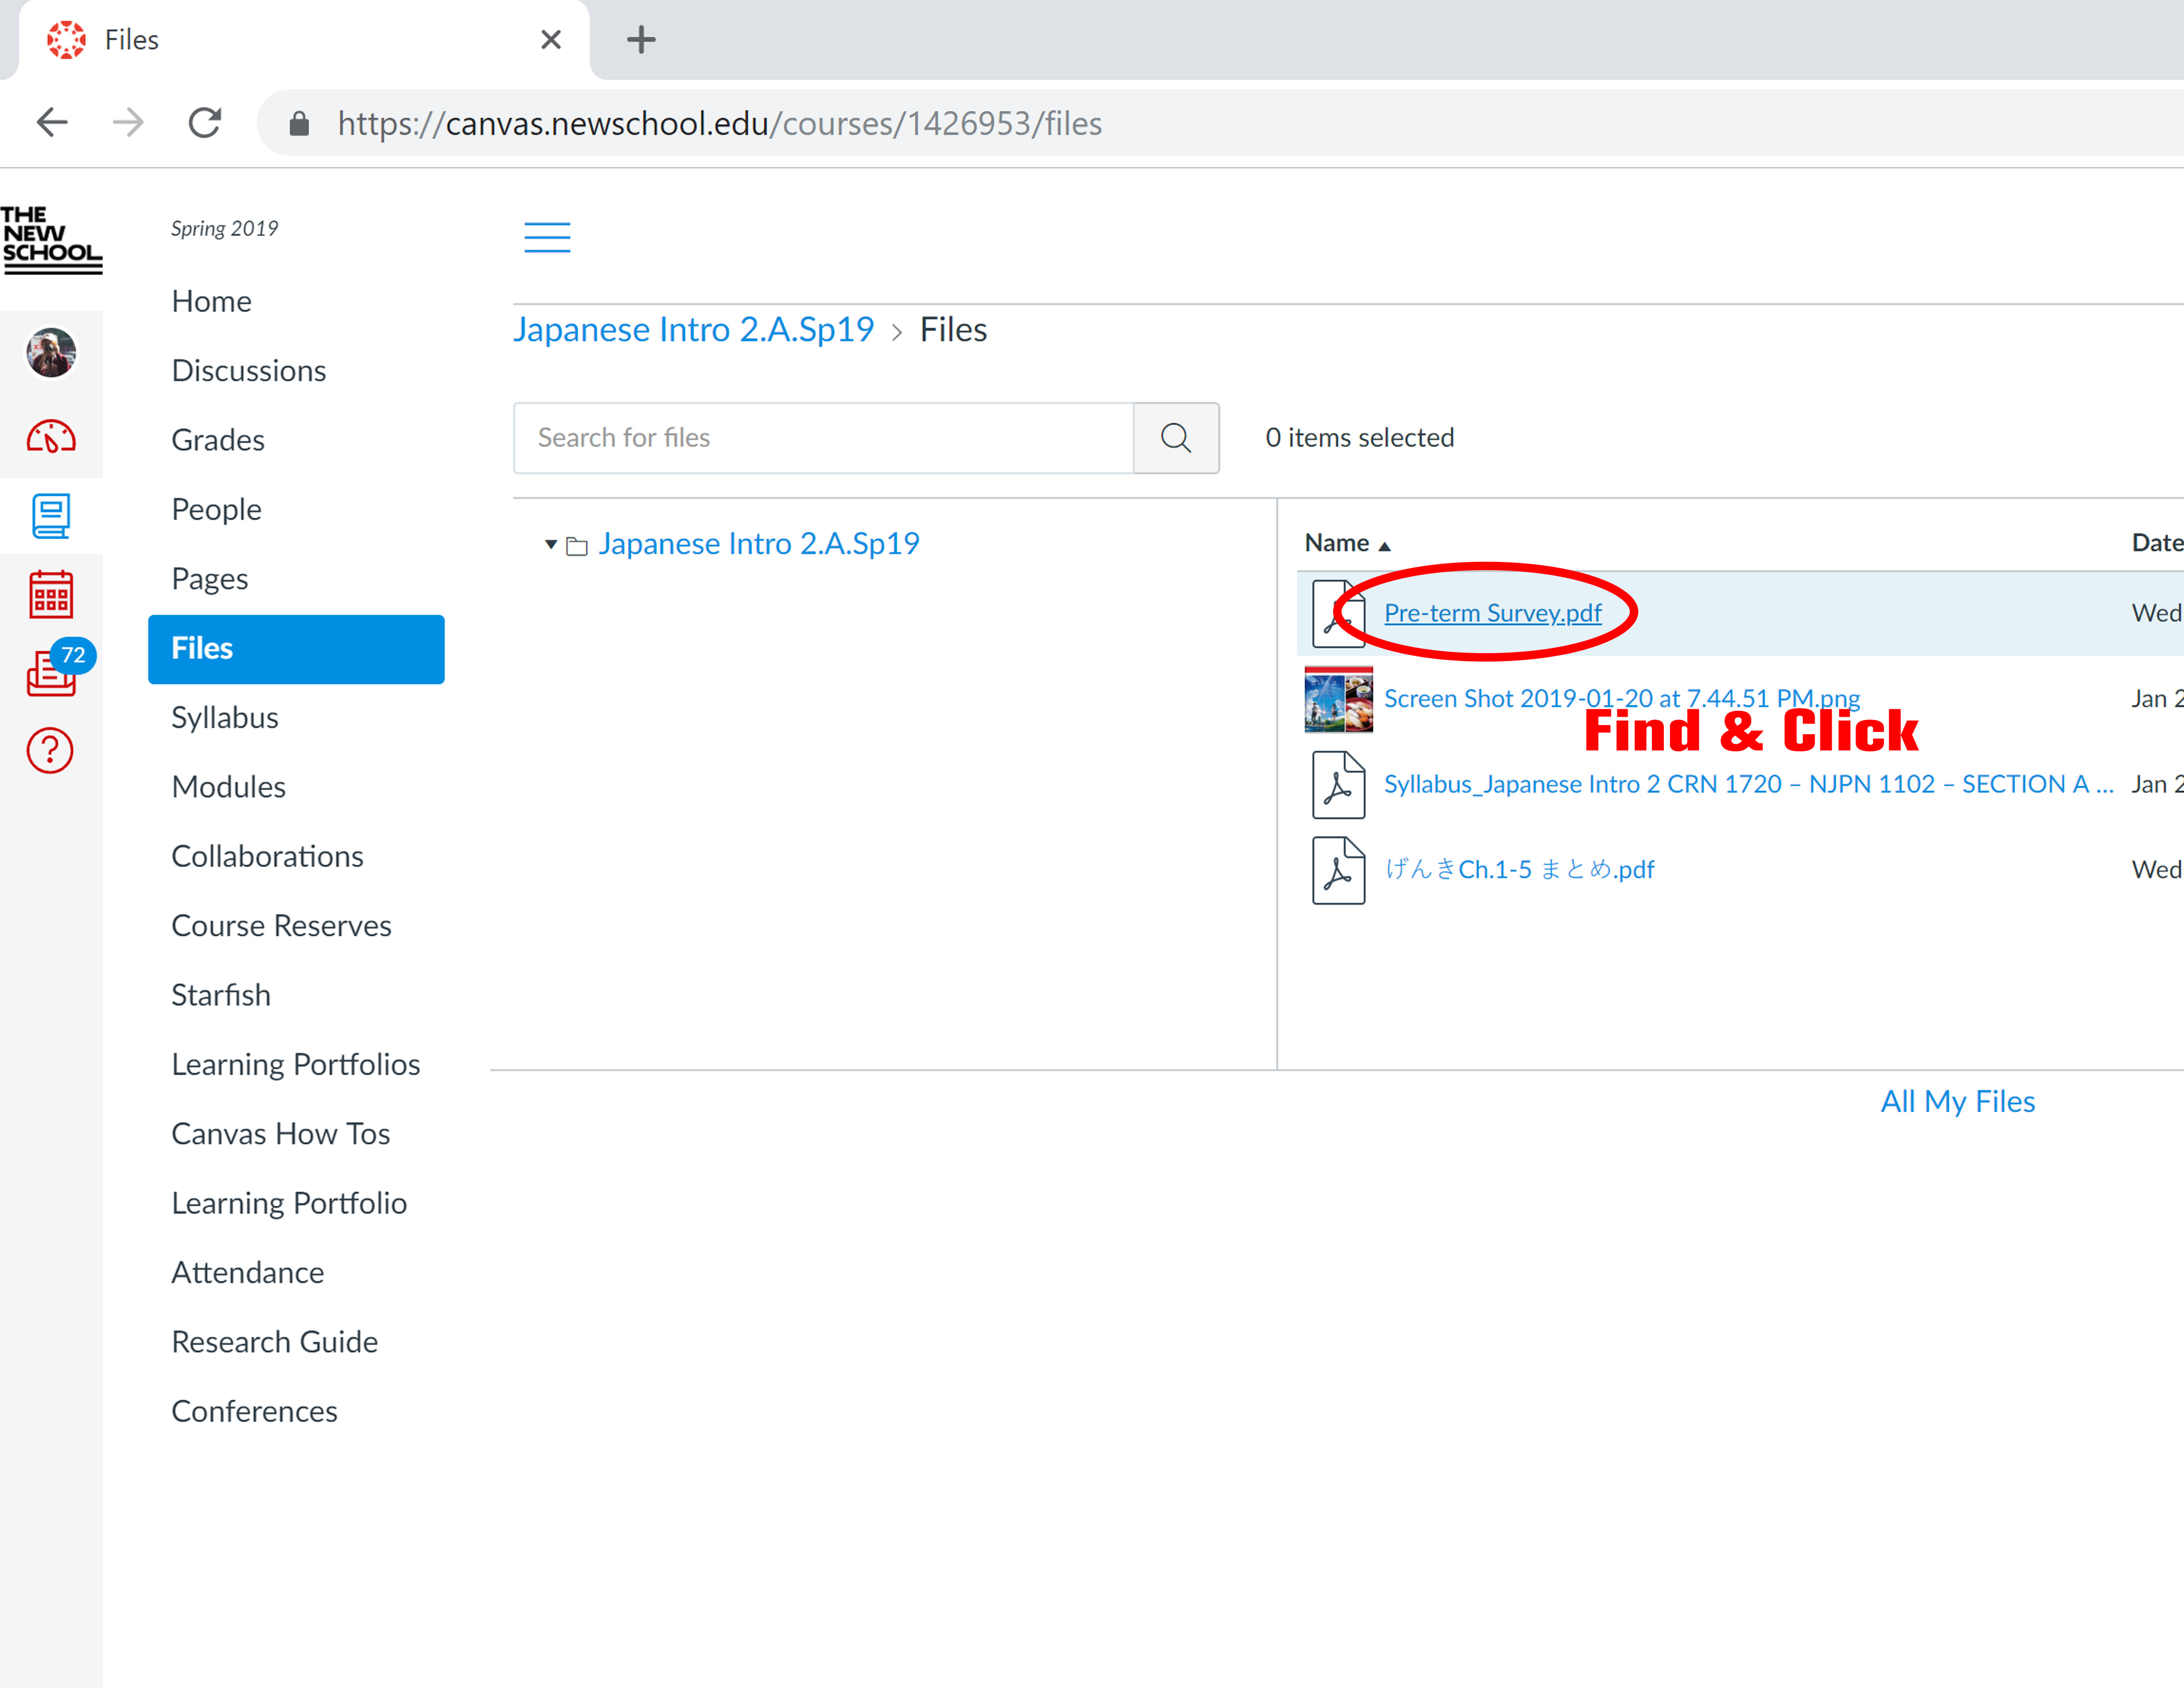 Files
https://canvas.newschool.edu/courses/1426953/files
THE
NEW
SCHOOL
72
Spring 2019
Home
Discussions
Grades
People
Pages
Files
Syllabus
Modules
Collaborations
Course Reserves
Starfish
Learning Portfolios
Canvas How Tos
Learning Portfolio
Attendance
Research Guide
Conferences
Japanese Intro 2.A.Sp19 > Files
Search for files
0 items selected
Japanese Intro 2.A.Sp19
Name Date
Pre-term Survey.pdf Wed
Screen Shot 2019-01-20 at 7.44.51 PM.png Jan 2
Find & Click
Syllabus_Japanese Intro 2 CRN 1720 – NJPN 1102 – SECTION A ... Jan 2
げんきCh.1-5 まとめ.pdf Wed
All My Files